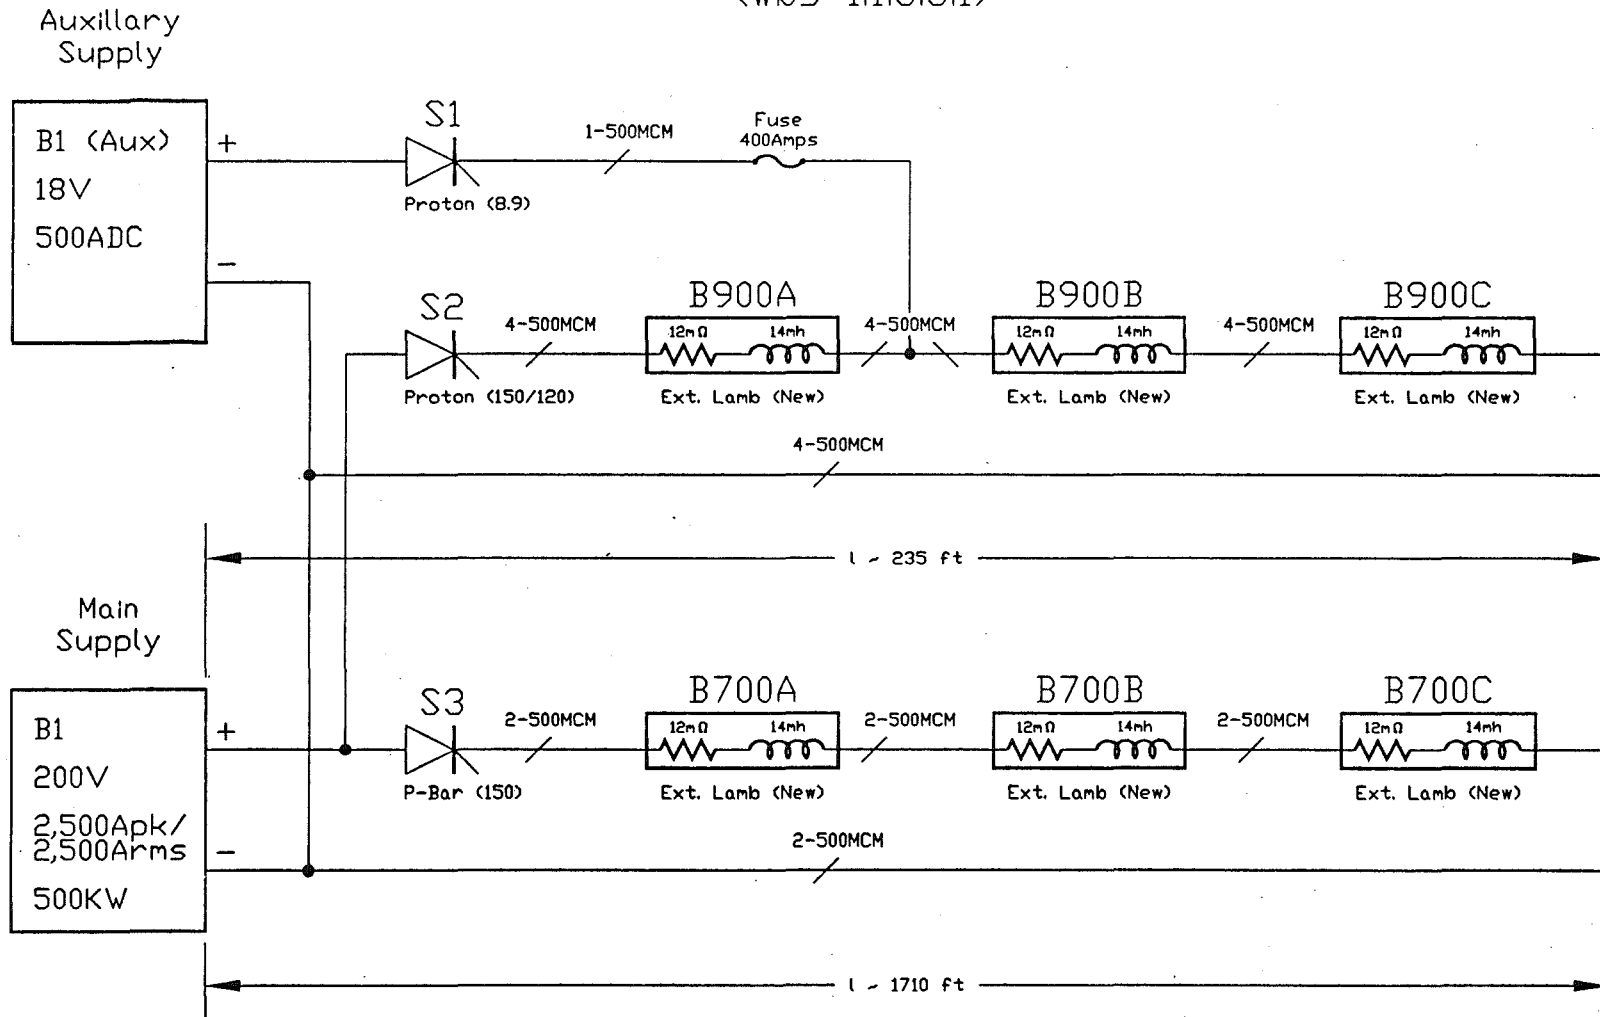 Auxillary
Supply
B1 (Aux)
18V
500ADC
+
-
S1
Proton (8.9)
1-500MCM
Fuse
400Amps
S2
Proton (150/120)
4-500MCM
B900A
12mΩ 14mh
Ext. Lamb (New)
4-500MCM
B900B
12mΩ 14mh
Ext. Lamb (New)
4-500MCM
B900C
12mΩ 14mh
Ext. Lamb (New)
4-500MCM
l ~ 235 ft
Main
Supply
B1
200V
2,500Apk/
2,500Arms
500KW
+
-
S3
P-Bar (150)
2-500MCM
B700A
12mΩ 14mh
Ext. Lamb (New)
2-500MCM
B700B
12mΩ 14mh
Ext. Lamb (New)
2-500MCM
B700C
12mΩ 14mh
Ext. Lamb (New)
2-500MCM
l ~ 1710 ft